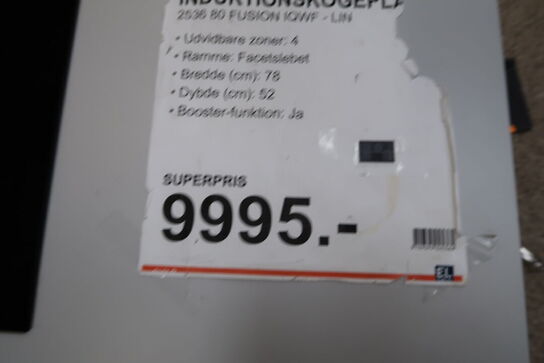 INDUKTIONSKOGEPL
2536 80 FUSION IQWF - LIN
• Udvidbare zoner: 4
• Ramme: Facetslebet
• Bredde (cm): 78
• Dybde (cm): 52
• Booster-funktion: Ja
SUPERPRIS
9995.-
EL